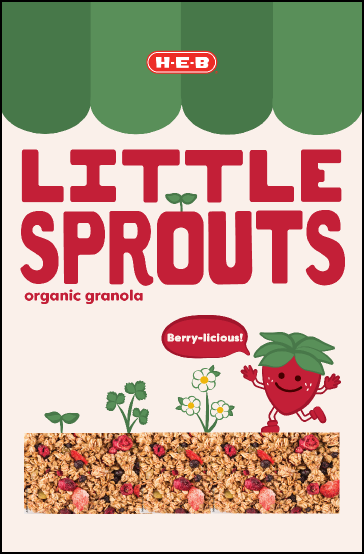 H-E-B
LITTLE
SPROUTS
organic granola
Berry-licious!